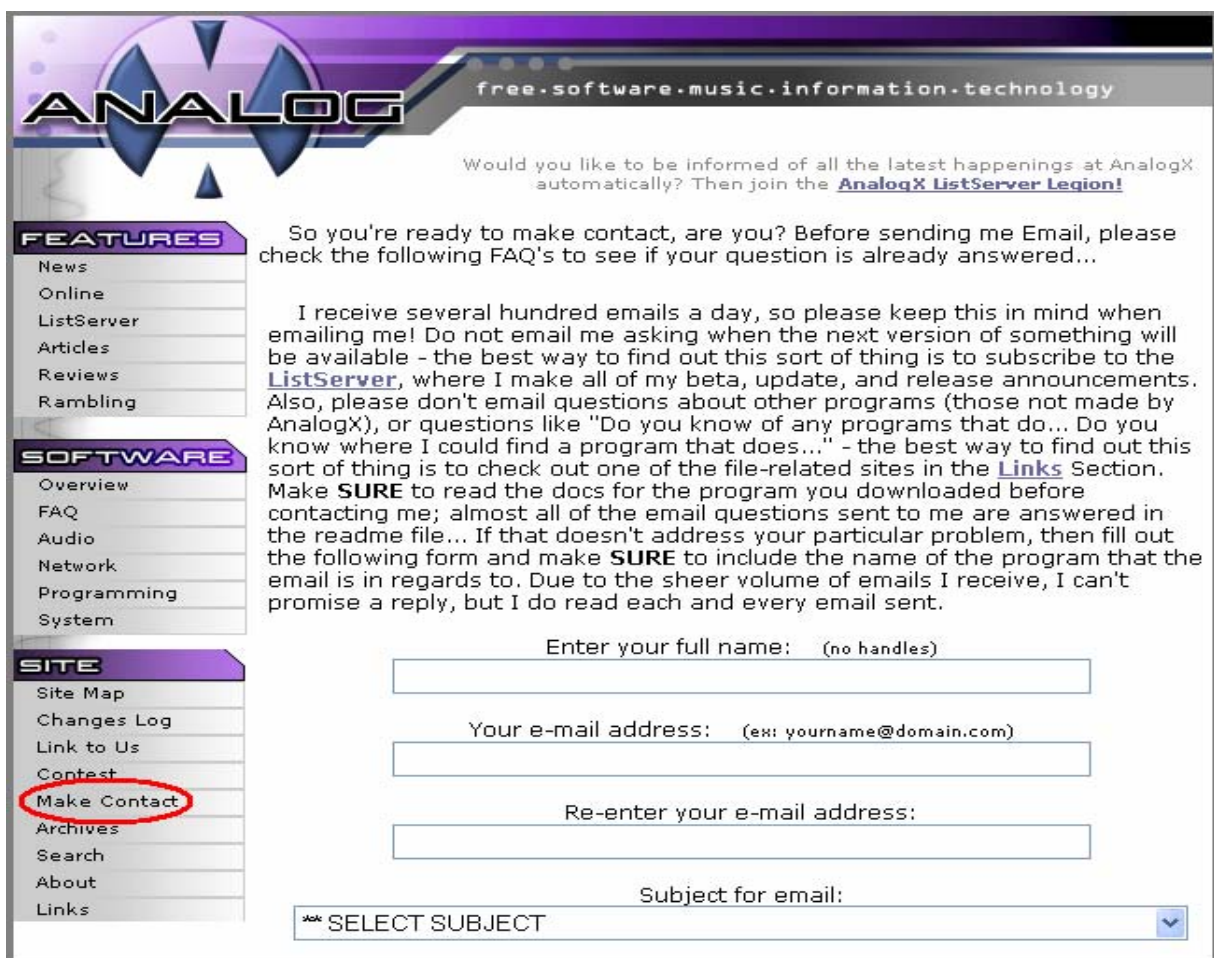 ANALOG
free.software.music.information.technology
Would you like to be informed of all the latest happenings at AnalogX
automatically? Then join the AnalogX ListServer Legion!
FEATURES
News
Online
ListServer
Articles
Reviews
Rambling
SOFTWARE
Overview
FAQ
Audio
Network
Programming
System
SITE
Site Map
Changes Log
Link to Us
Contest
Make Contact
Archives
Search
About
Links
So you're ready to make contact, are you? Before sending me Email, please
check the following FAQ's to see if your question is already answered...
I receive several hundred emails a day, so please keep this in mind when
emailing me! Do not email me asking when the next version of something will
be available - the best way to find out this sort of thing is to subscribe to the
ListServer, where I make all of my beta, update, and release announcements.
Also, please don't email questions about other programs (those not made by
AnalogX), or questions like "Do you know of any programs that do... Do you
know where I could find a program that does..." - the best way to find out this
sort of thing is to check out one of the file-related sites in the Links Section.
Make SURE to read the docs for the program you downloaded before
contacting me; almost all of the email questions sent to me are answered in
the readme file... If that doesn't address your particular problem, then fill out
the following form and make SURE to include the name of the program that the
email is in regards to. Due to the sheer volume of emails I receive, I can't
promise a reply, but I do read each and every email sent.
Enter your full name: (no handles)
Your e-mail address: (ex: yourname@domain.com)
Re-enter your e-mail address:
Subject for email:
*** SELECT SUBJECT